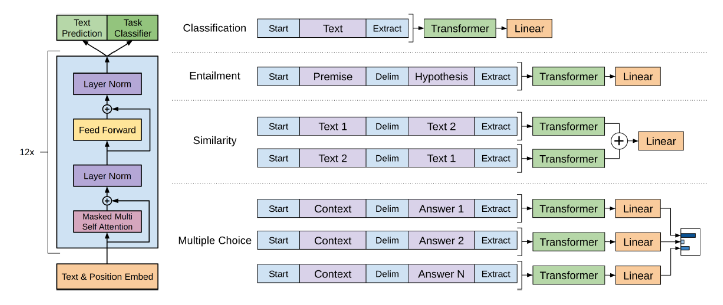 Text
Prediction
Task
Classifier
12x
Layer Norm
+
Feed Forward
Layer Norm
+
Masked Multi
Self Attention
Text & Position Embed
Classification
Start Text Extract Transformer Linear
Entailment
Start Premise Delim Hypothesis Extract Transformer Linear
Similarity
Start Text 1 Delim Text 2 Extract Transformer
+ Linear
Start Text 2 Delim Text 1 Extract Transformer
Multiple Choice
Start Context Delim Answer 1 Extract Transformer Linear
Start Context Delim Answer 2 Extract Transformer Linear
Start Context Delim Answer N Extract Transformer Linear